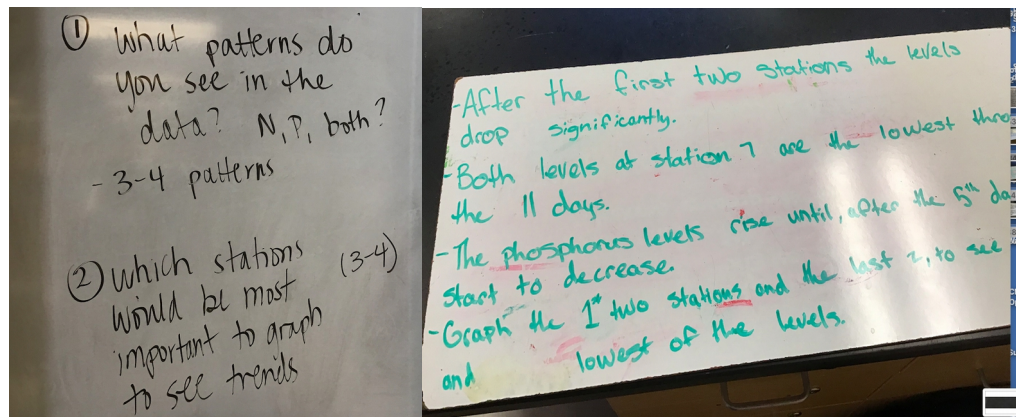 ① What patterns do
you see in the
data? N, P, both?
- 3-4 patterns
② Which stations (3-4)
would be most
important to graph
to see trends
- After the first two stations the levels
drop significantly.
- Both levels at station 7 are the lowest thro
the 11 days.
- The phosphorus levels rise until, after the 5th da
start to decrease.
- Graph the 1st two stations and the last 2, to see
and lowest of the levels.